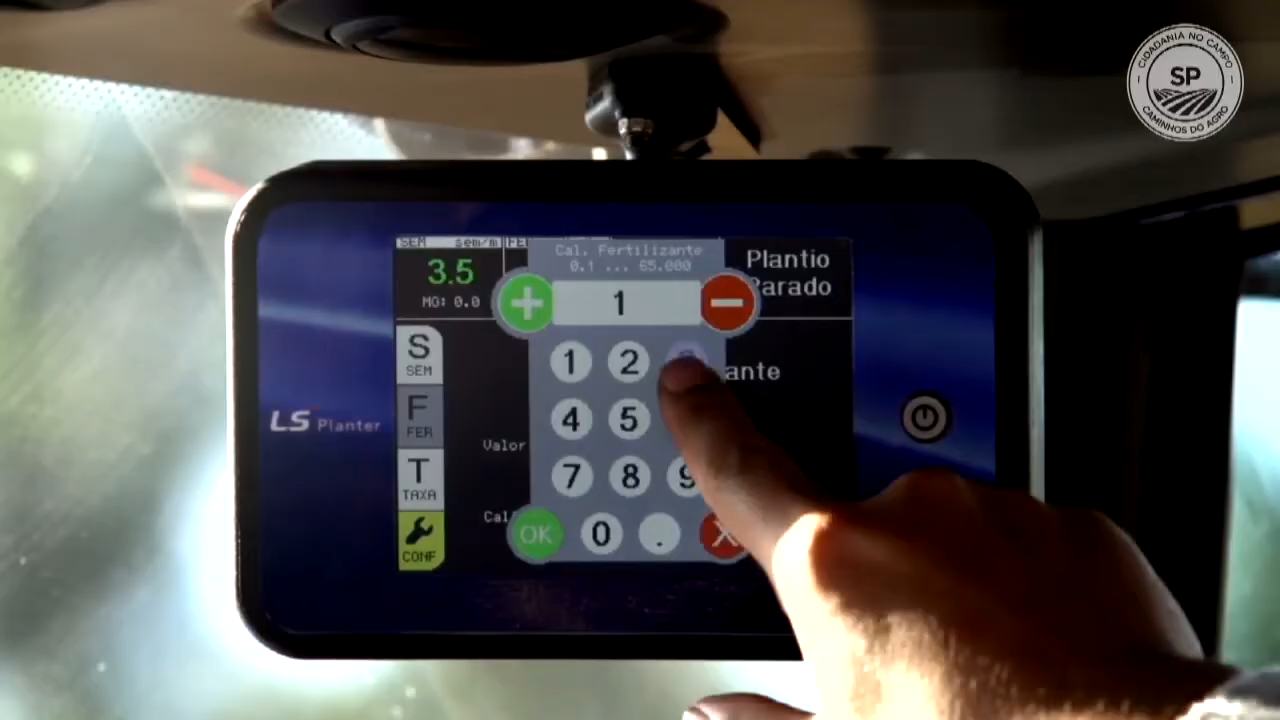 CIDADANIA NO CAMPO
SP
CAMINHOS DO AGRO
SEM sem/m
3.5
MG: 0.0
Cal. Fertilizante
0.1 ... 65.000
1
Plantio
Parado
S
SEM
F
FER
T
TAXA
CONF
LS Planter
Valor
1 2
4 5
7 8 9
OK 0 . X